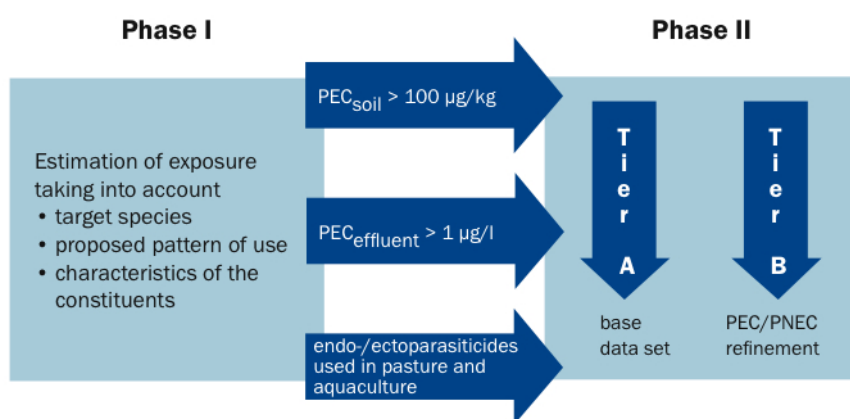 Phase I
Phase II
Estimation of exposure
taking into account
• target species
• proposed pattern of use
• characteristics of the
constituents
PECsoil > 100 µg/kg
PECeffluent > 1 µg/l
endo-/ectoparasiticides
used in pasture and
aquaculture
Tier A
base
data set
Tier B
PEC/PNEC
refinement